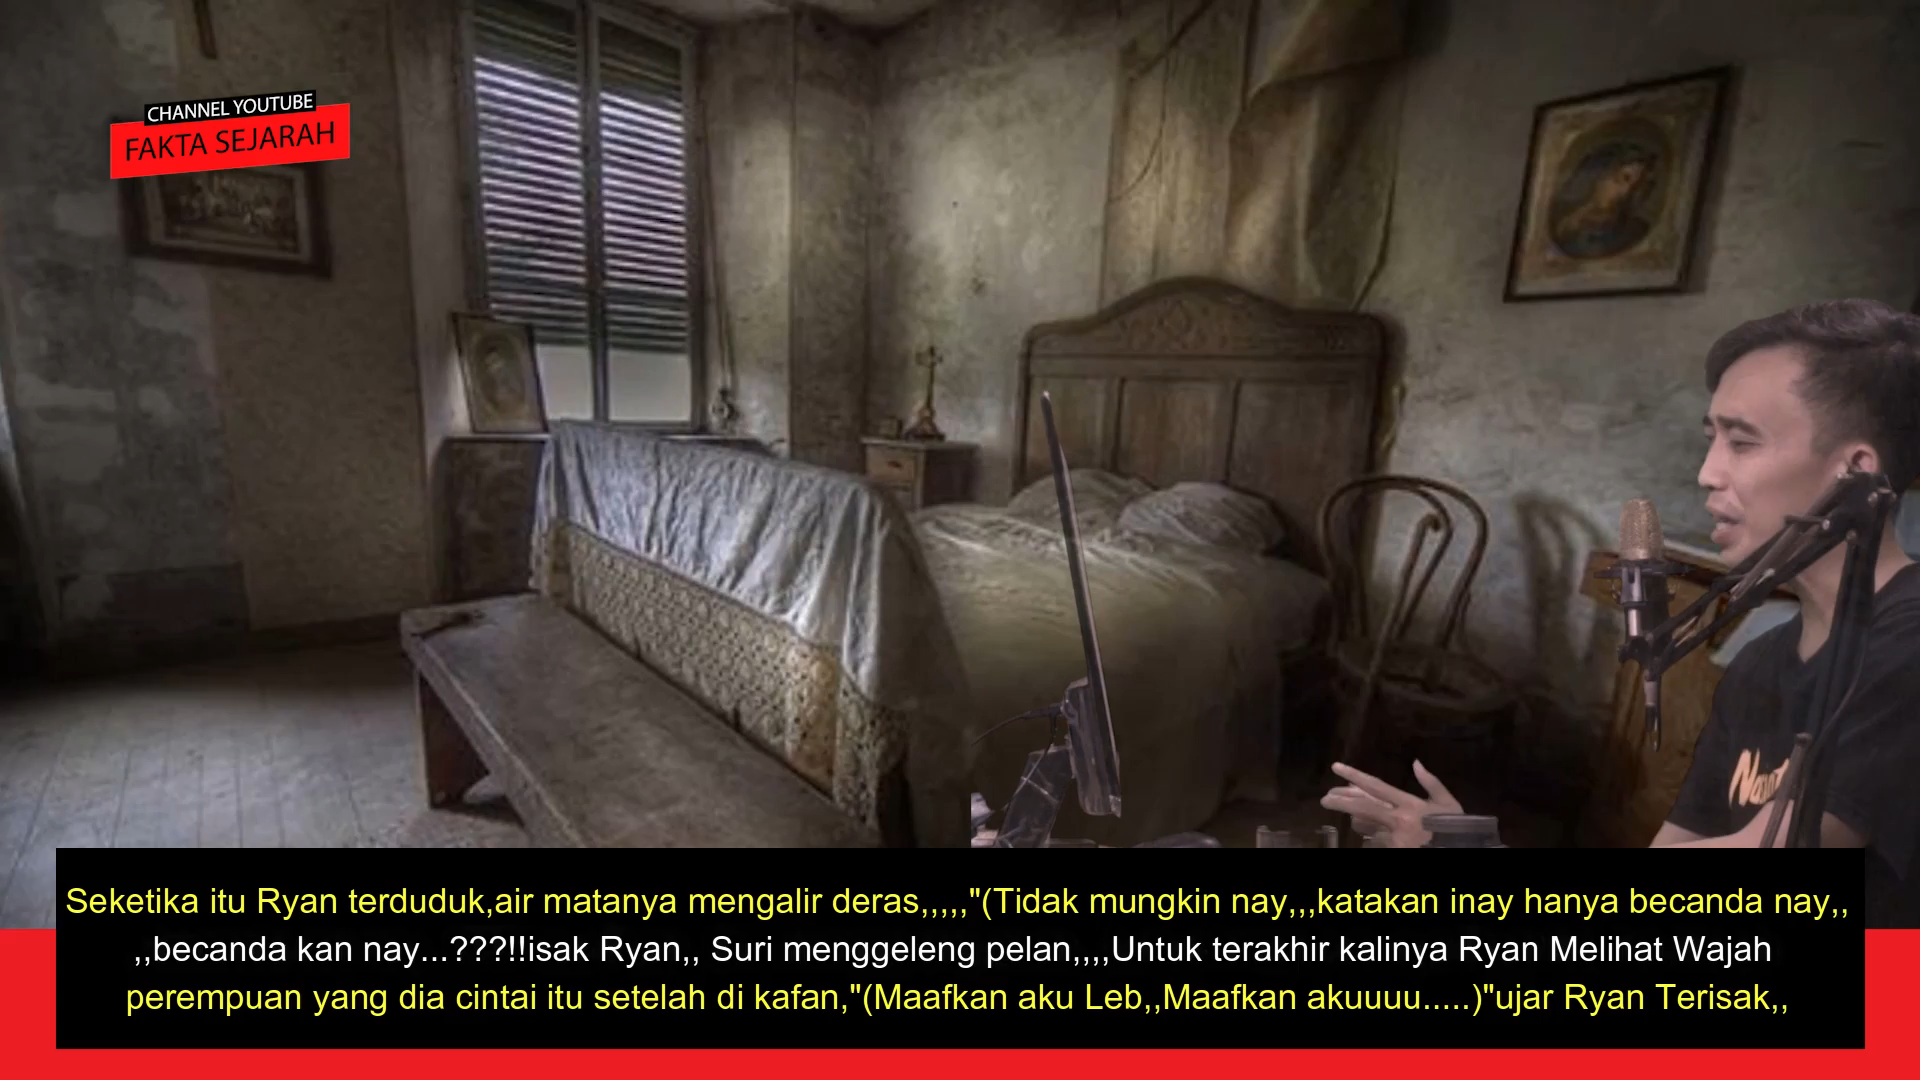 CHANNEL YOUTUBE
FAKTA SEJARAH
Seketika itu Ryan terduduk,air matanya mengalir deras,,,,,"(Tidak mungkin nay,,,katakan inay hanya becanda nay,,
,,becanda kan nay...???!!isak Ryan,, Suri menggeleng pelan,,,,Untuk terakhir kalinya Ryan Melihat Wajah
perempuan yang dia cintai itu setelah di kafan,"(Maafkan aku Leb,,Maafkan akuuuu.....)"ujar Ryan Terisak,,